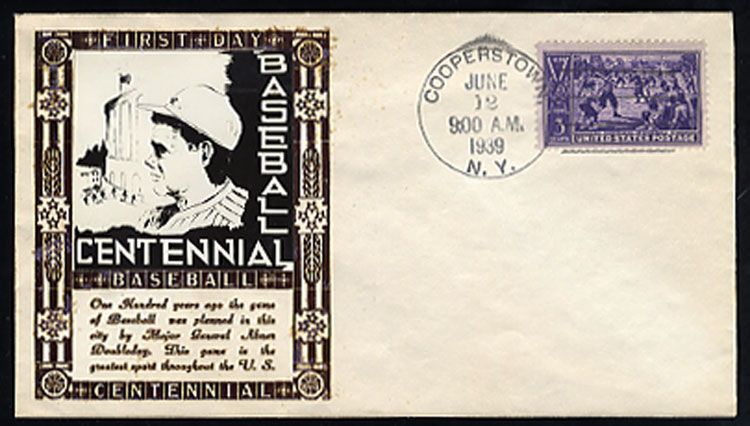 FIRST DAY
BASEBALL
CENTENNIAL
BASEBALL
One Hundred years ago the game
of Baseball was planned in this
city by Major General Abner
Doubleday. This game is the
greatest sport throughout the U. S.
CENTENNIAL
COOPERSTOWN
JUNE
12
9:00 A.M.
1939
N. Y.
3
CENTS
UNITED STATES POSTAGE